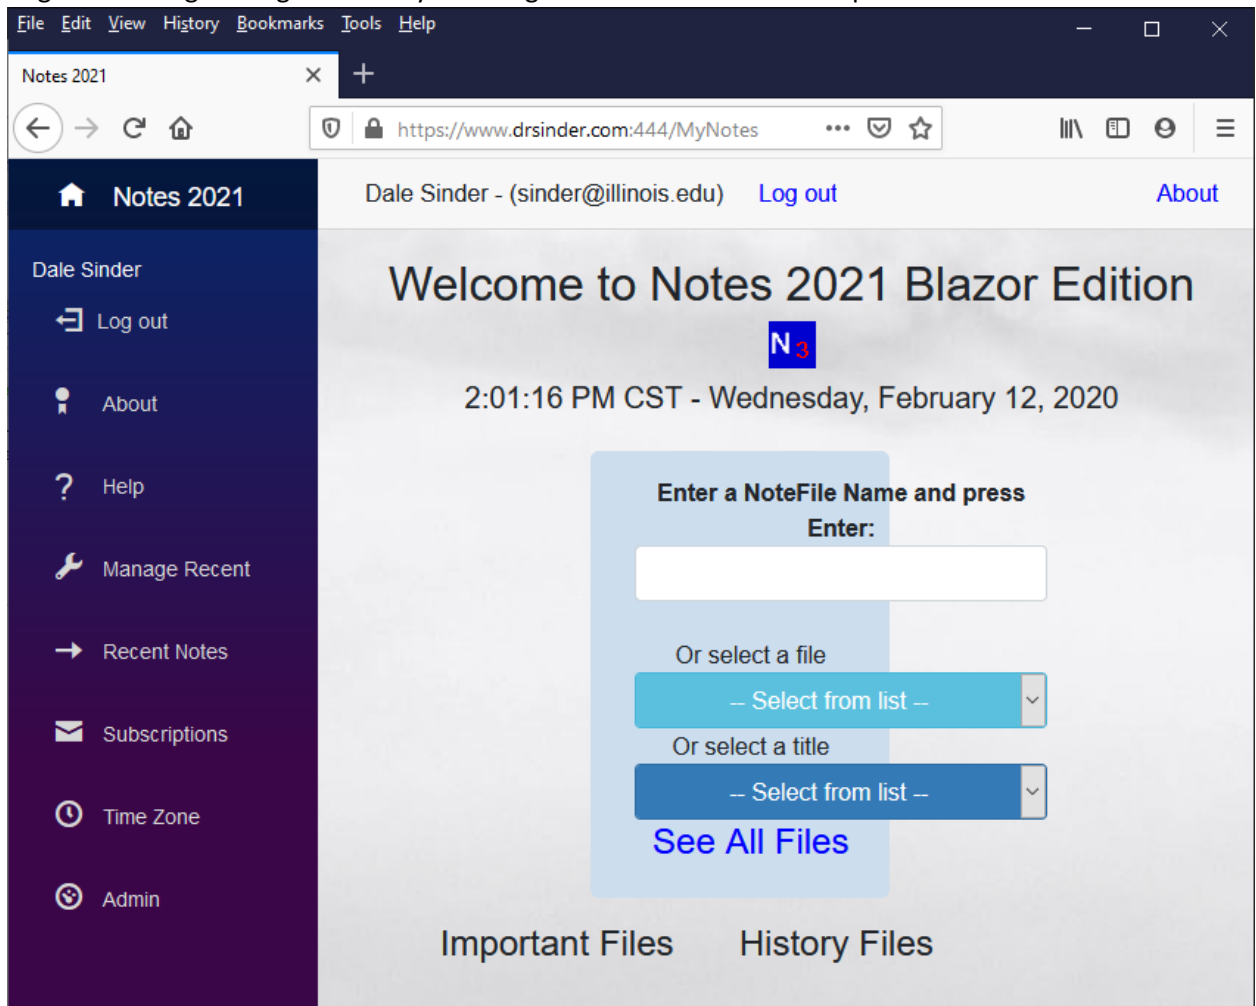 File Edit View History Bookmarks Tools Help
Notes 2021
https://www.drsinder.com:444/MyNotes
Notes 2021
Dale Sinder - (sinder@illinois.edu) Log out About
Dale Sinder
Log out
About
Help
Manage Recent
Recent Notes
Subscriptions
Time Zone
Admin
Welcome to Notes 2021 Blazor Edition
N 3
2:01:16 PM CST - Wednesday, February 12, 2020
Enter a NoteFile Name and press
Enter:
Or select a file
-- Select from list --
Or select a title
-- Select from list --
See All Files
Important Files History Files